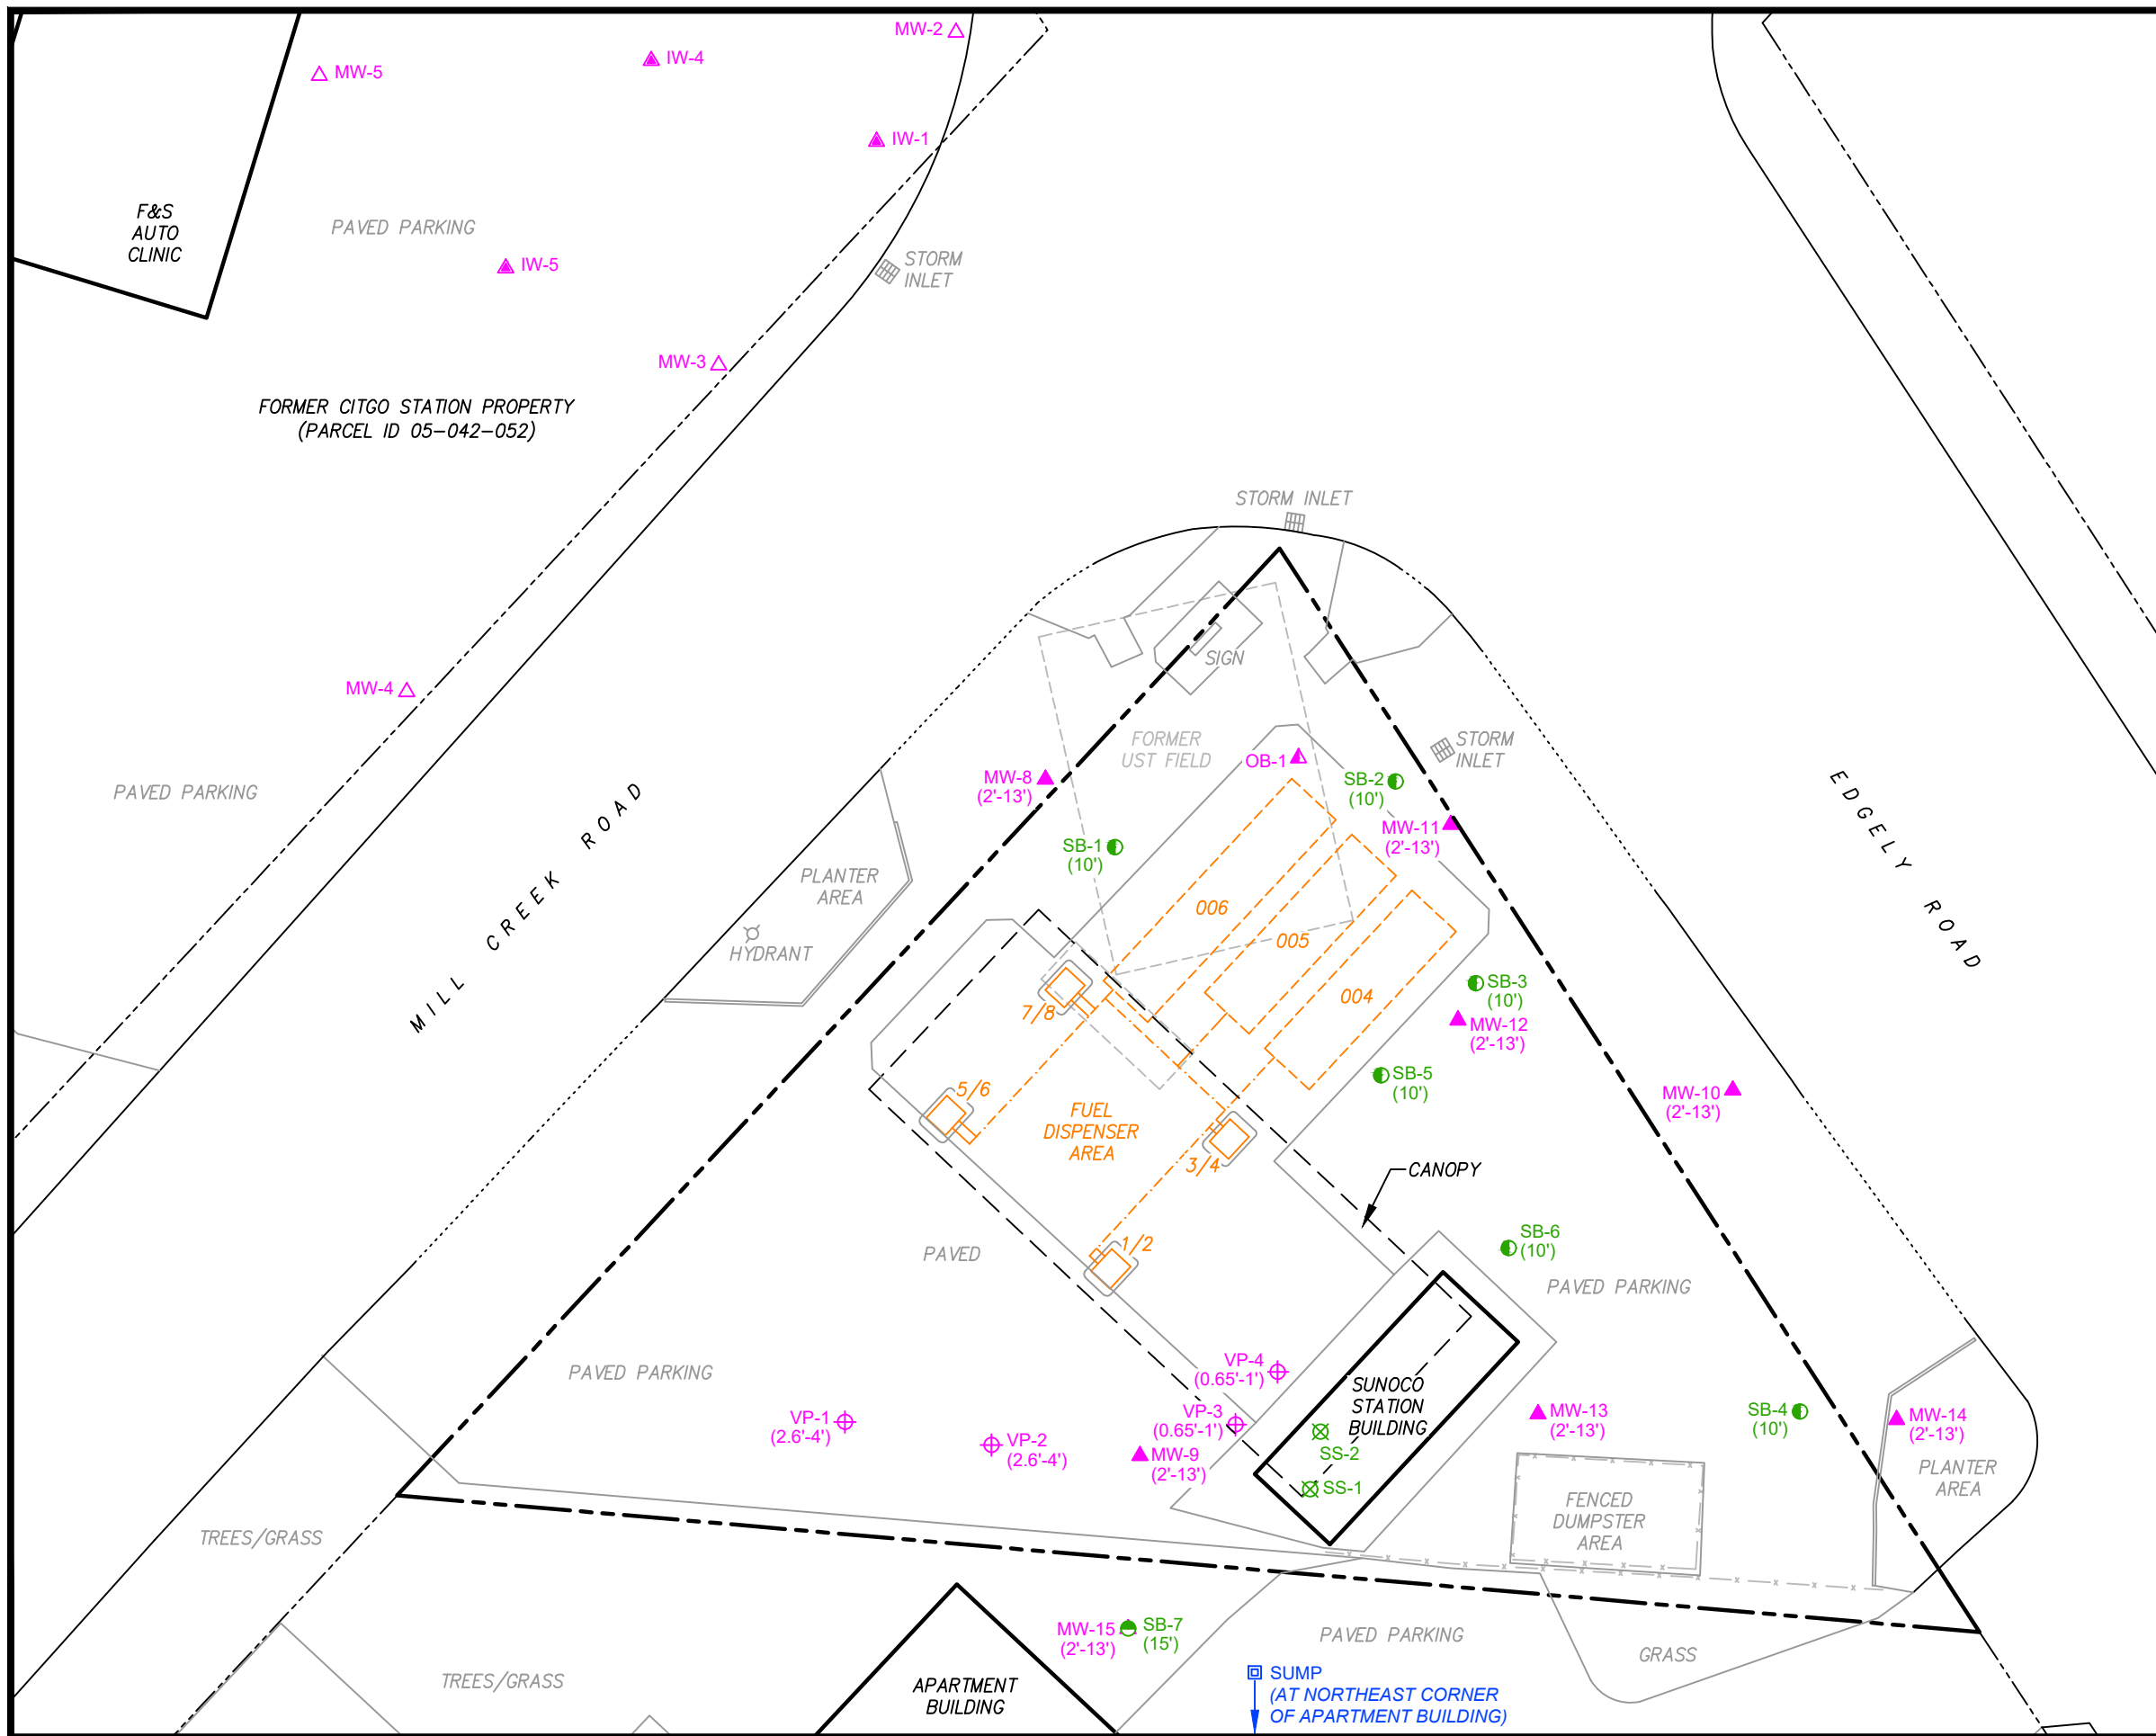 MW-2
MW-5
IW-4
IW-1
F&S
AUTO
CLINIC
PAVED PARKING
IW-5
STORM
INLET
MW-3
FORMER CITGO STATION PROPERTY
(PARCEL ID 05-042-052)
STORM INLET
SIGN
MW-4
FORMER
UST FIELD
OB-1
STORM
INLET
MW-8
(2'-13')
SB-2
(10')
PAVED PARKING
MILL CREEK ROAD
EDGELY ROAD
MW-11
(2'-13')
SB-1
(10')
PLANTER
AREA
HYDRANT
006
005
004
SB-3
(10')
MW-12
(2'-13')
7/8
5/6
FUEL
DISPENSER
AREA
SB-5
(10')
MW-10
(2'-13')
3/4
CANOPY
1/2
PAVED
SB-6
(10')
PAVED PARKING
PAVED PARKING
VP-4
(0.65'-1')
SUNOCO
STATION
BUILDING
VP-1
(2.6'-4')
VP-2
(2.6'-4')
VP-3
(0.65'-1')
MW-9
(2'-13')
SS-2
SS-1
MW-13
(2'-13')
SB-4
(10')
MW-14
(2'-13')
PLANTER
AREA
FENCED
DUMPSTER
AREA
TREES/GRASS
MW-15
(2'-13')
SB-7
(15')
PAVED PARKING
GRASS
TREES/GRASS
APARTMENT
BUILDING
SUMP
(AT NORTHEAST CORNER
OF APARTMENT BUILDING)